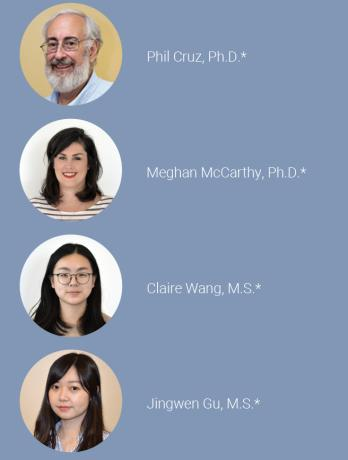 Phil Cruz, Ph.D.*
Meghan McCarthy, Ph.D.*
Claire Wang, M.S.*
Jingwen Gu, M.S.*